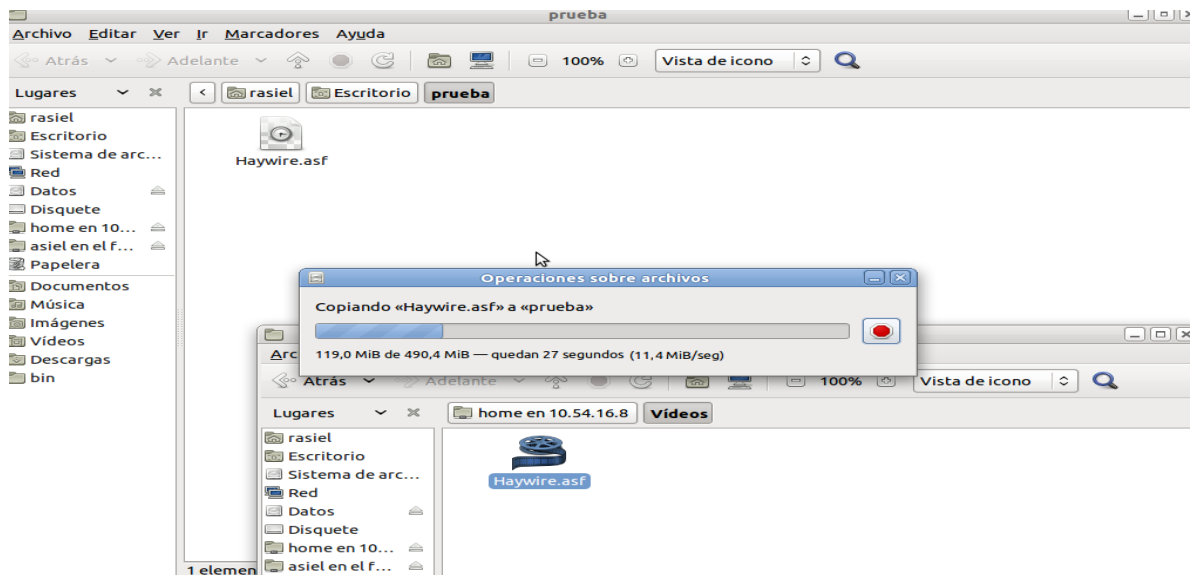 prueba
Archivo Editar Ver Ir Marcadores Ayuda
Atrás Adelante 100% Vista de icono
Lugares rasiel Escritorio prueba
rasiel
Escritorio
Sistema de arc...
Red
Datos
Disquete
home en 10...
asiel en el f...
Papelera
Documentos
Música
Imágenes
Vídeos
Descargas
bin
Haywire.asf
Operaciones sobre archivos
Copiando «Haywire.asf» a «prueba»
119,0 MiB de 490,4 MiB — quedan 27 segundos (11,4 MiB/seg)
Arc
Atrás Adelante 100% Vista de icono
Lugares home en 10.54.16.8 Vídeos
rasiel
Escritorio
Sistema de arc...
Red
Datos
Disquete
home en 10...
asiel en el f...
Haywire.asf
1 elemen